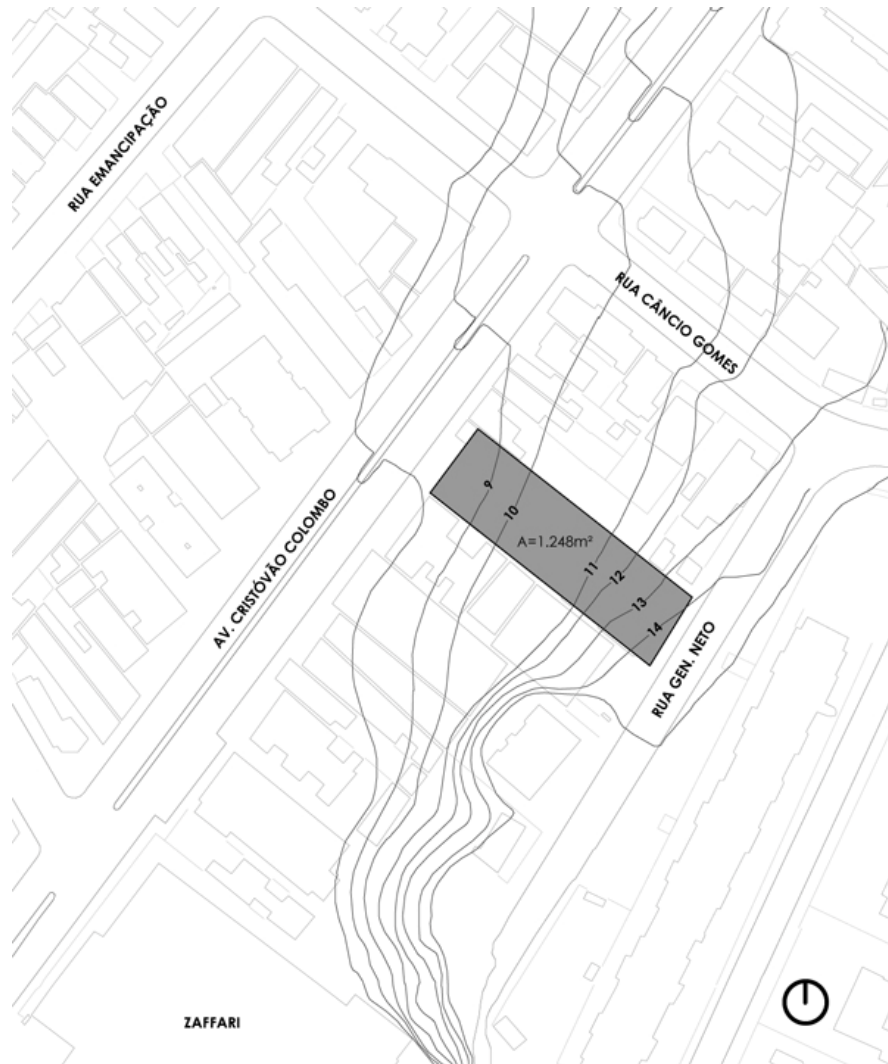 RUA EMANCIPAÇÃO
RUA CÂNCIO GOMES
AV. CRISTÓVÃO COLOMBO
9
10
A=1.248m²
11
12
13
14
RUA GEN. NETO
ZAFFARI